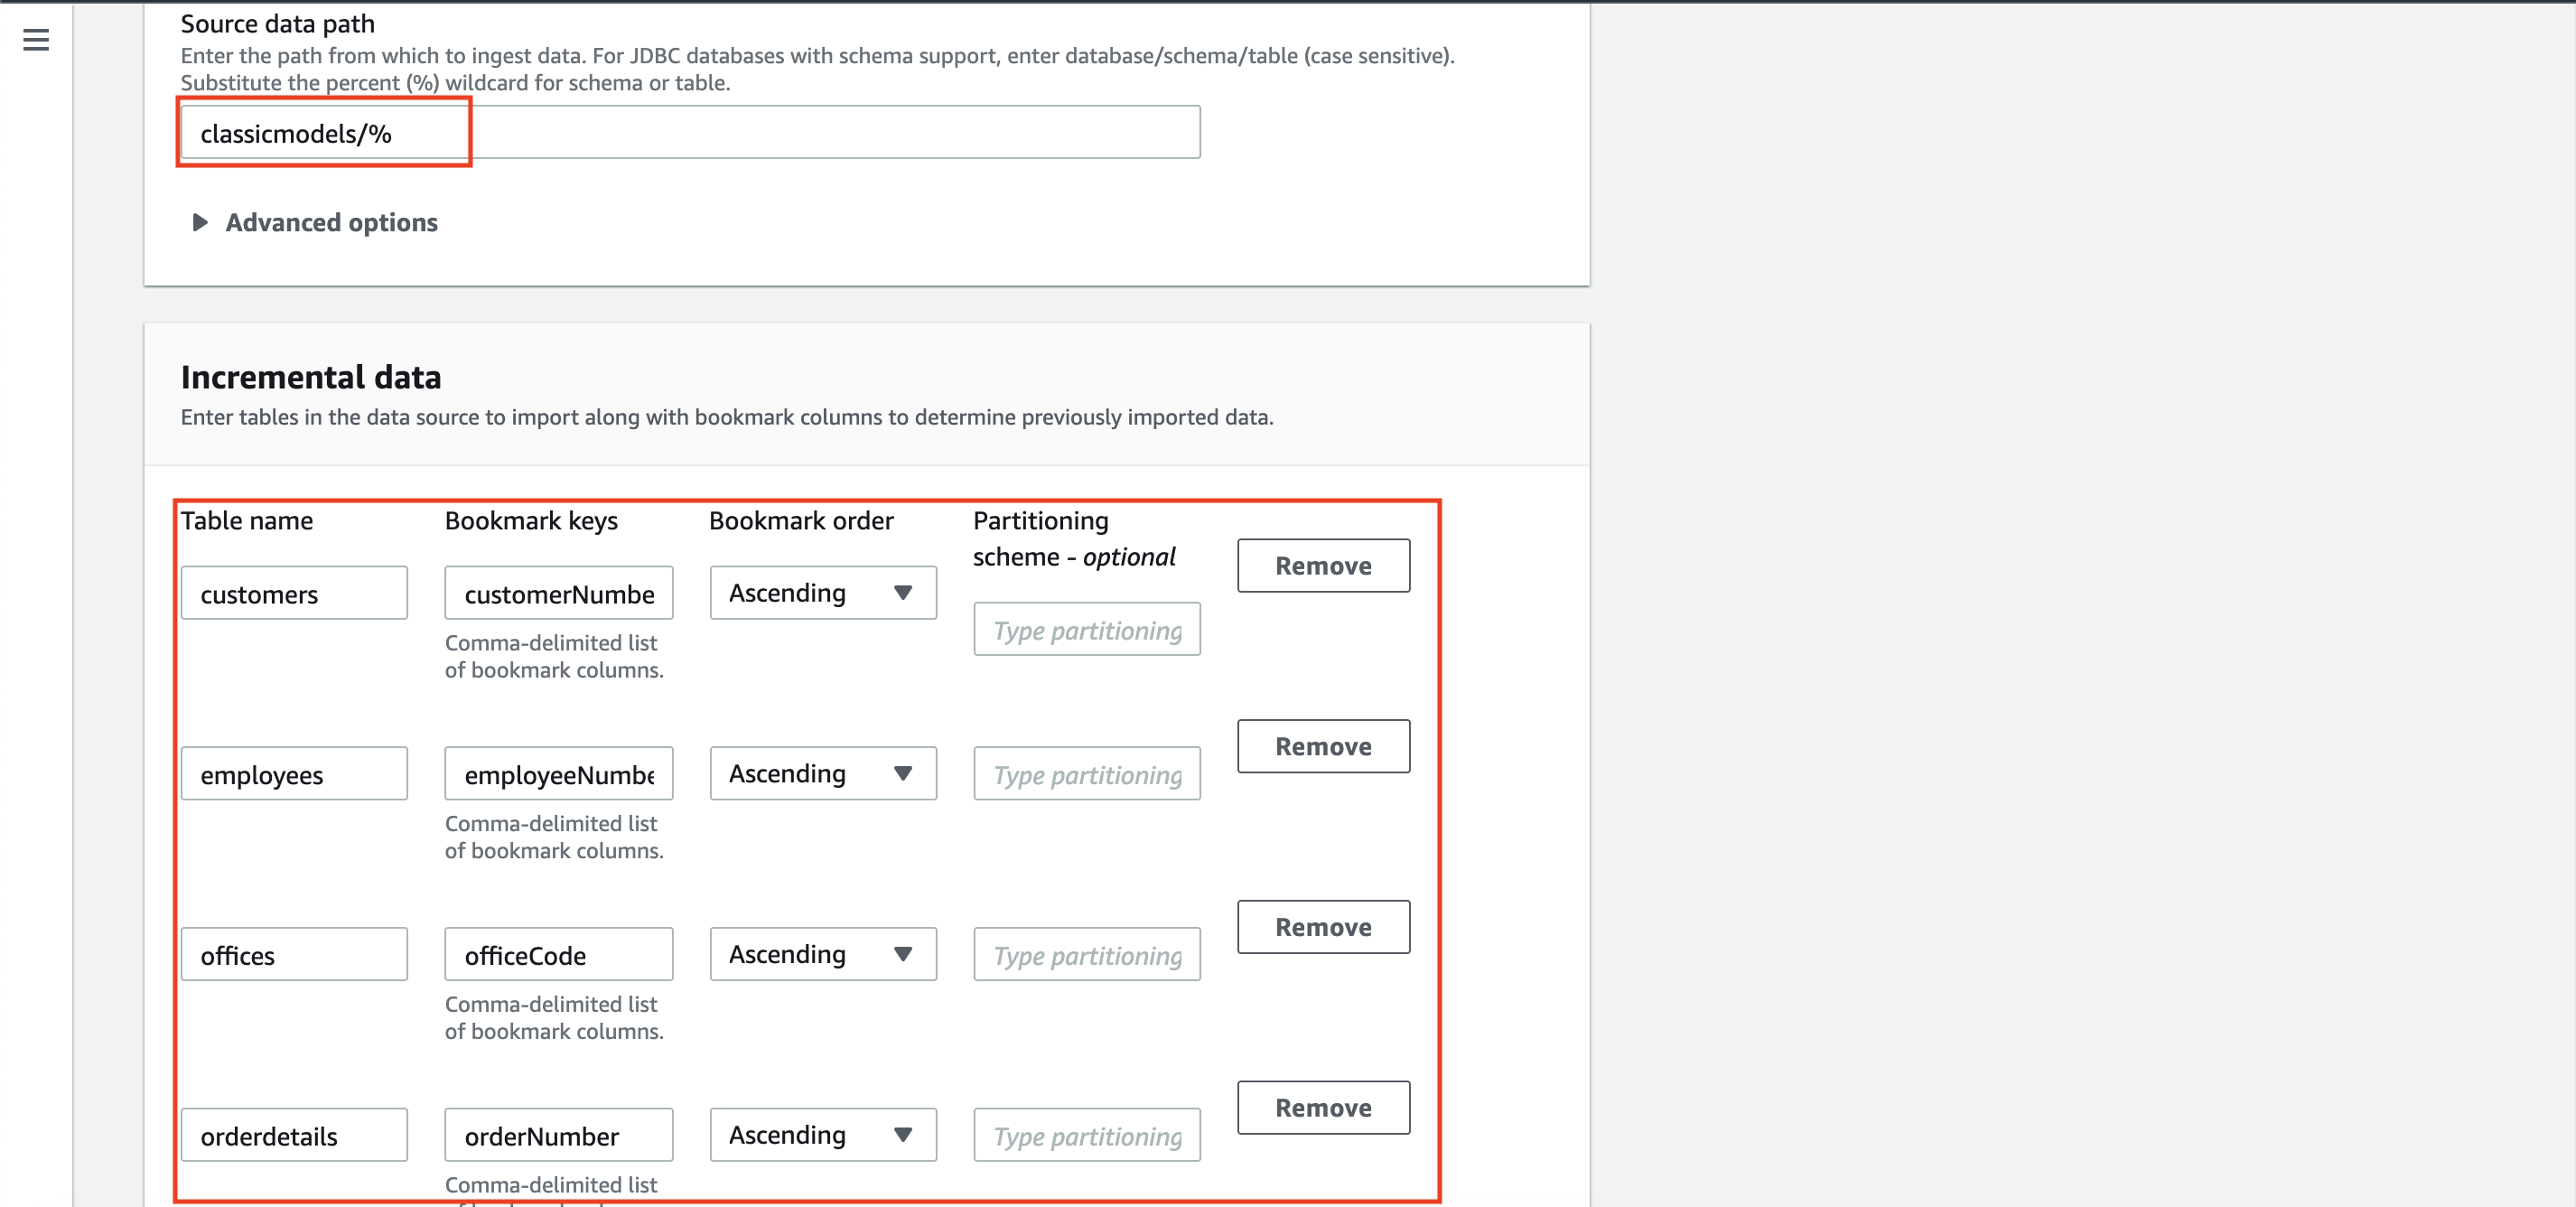 Source data path
Enter the path from which to ingest data. For JDBC databases with schema support, enter database/schema/table (case sensitive).
Substitute the percent (%) wildcard for schema or table.
classicmodels/%
Advanced options
Incremental data
Enter tables in the data source to import along with bookmark columns to determine previously imported data.
Table name
Bookmark keys
Bookmark order
Partitioning
scheme - optional
customers
customerNumbe
Ascending
Type partitioning
Remove
Comma-delimited list
of bookmark columns.
employees
employeeNumbe
Ascending
Type partitioning
Remove
Comma-delimited list
of bookmark columns.
offices
officeCode
Ascending
Type partitioning
Remove
Comma-delimited list
of bookmark columns.
orderdetails
orderNumber
Ascending
Type partitioning
Remove
Comma-delimited list